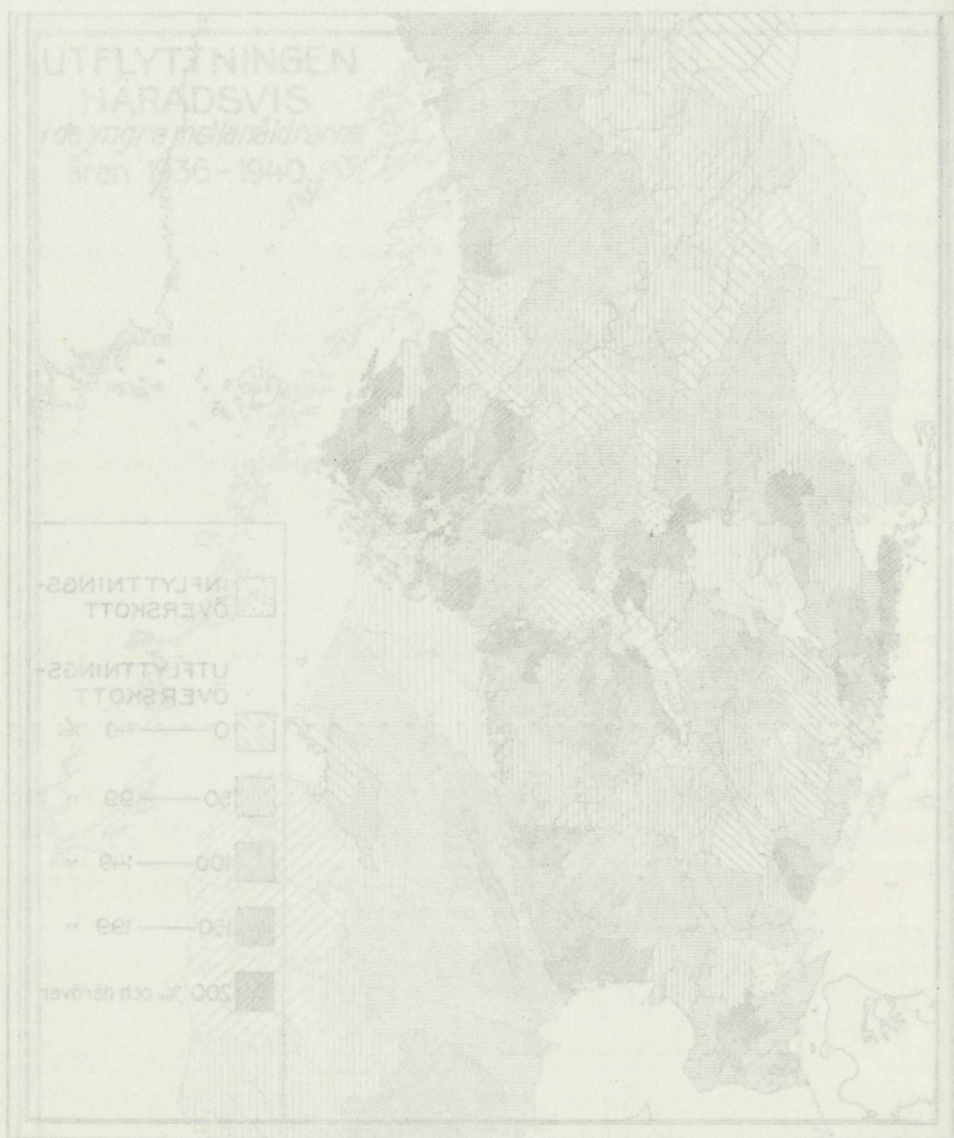 UTFLYTTNINGEN
HÄRADSVIS
i de yngre mellanåldrarna
åren 1936-1940
INFLYTTNINGS-
ÖVERSKOTT
UTFLYTTNINGS-
ÖVERSKOTT
0 — 49 ‰
50 — 99 "
100 — 149 "
150 — 199 "
200 ‰ och däröver